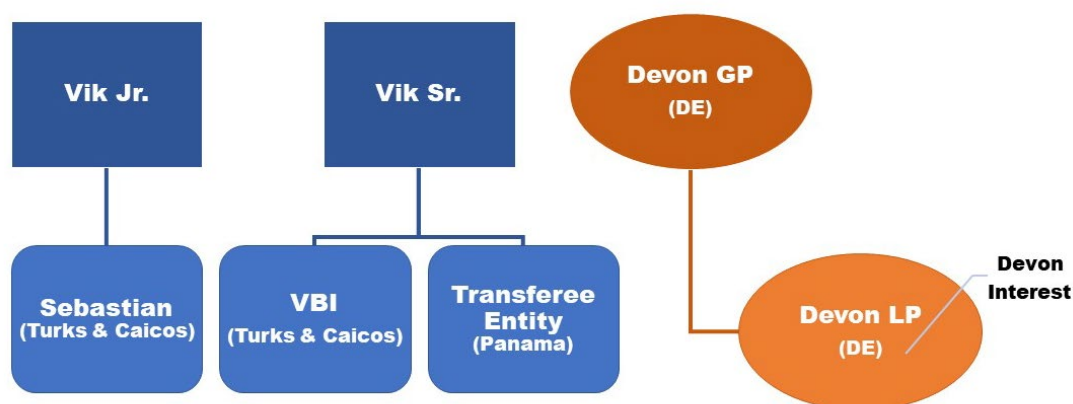 Vik Jr.
Vik Sr.
Devon GP
(DE)
Sebastian
(Turks & Caicos)
VBI
(Turks & Caicos)
Transferee
Entity
(Panama)
Devon LP
(DE)
Devon
Interest